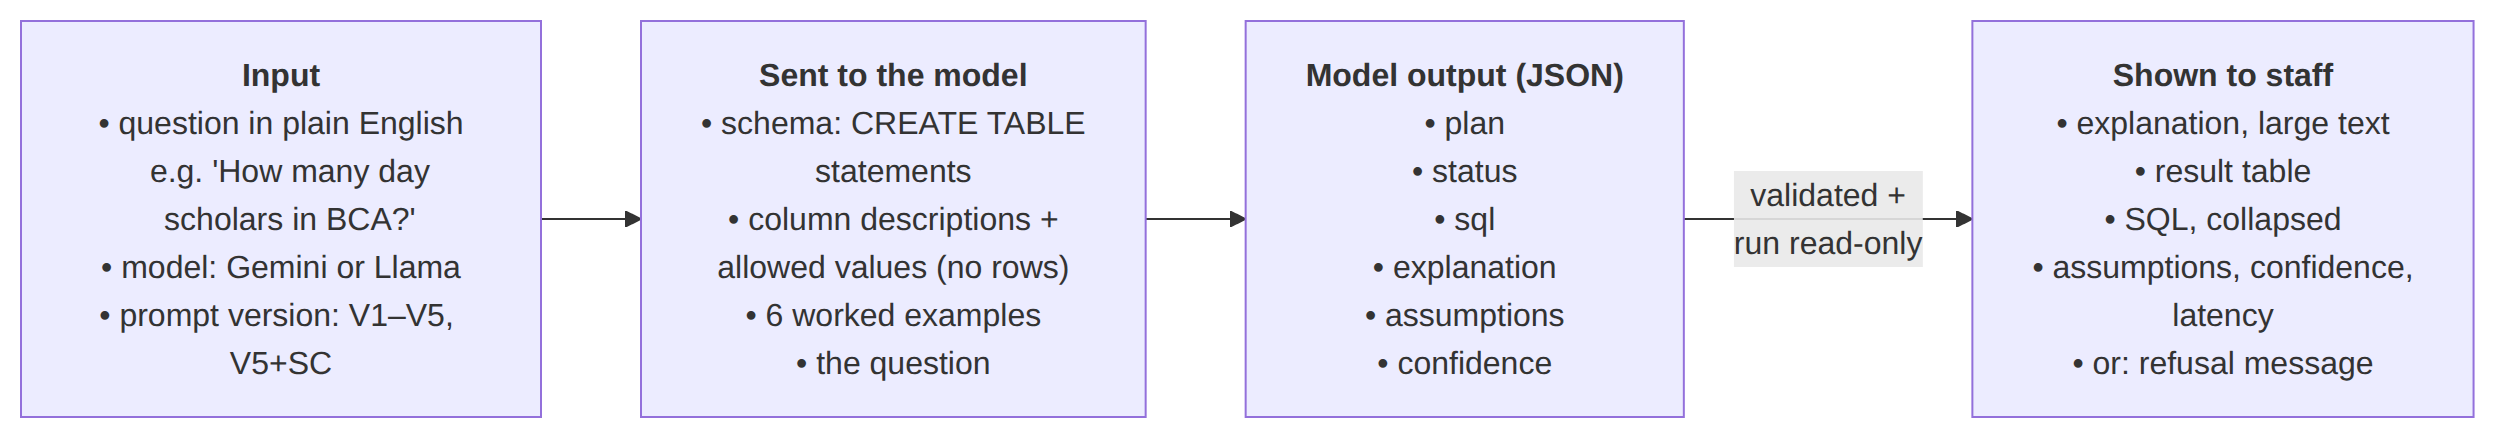 Input
• question in plain English
e.g. 'How many day
scholars in BCA?'
• model: Gemini or Llama
• prompt version: V1–V5,
V5+SC
Sent to the model
• schema: CREATE TABLE
statements
• column descriptions +
allowed values (no rows)
• 6 worked examples
• the question
Model output (JSON)
• plan
• status
• sql
• explanation
• assumptions
• confidence
validated +
run read-only
Shown to staff
• explanation, large text
• result table
• SQL, collapsed
• assumptions, confidence,
latency
• or: refusal message